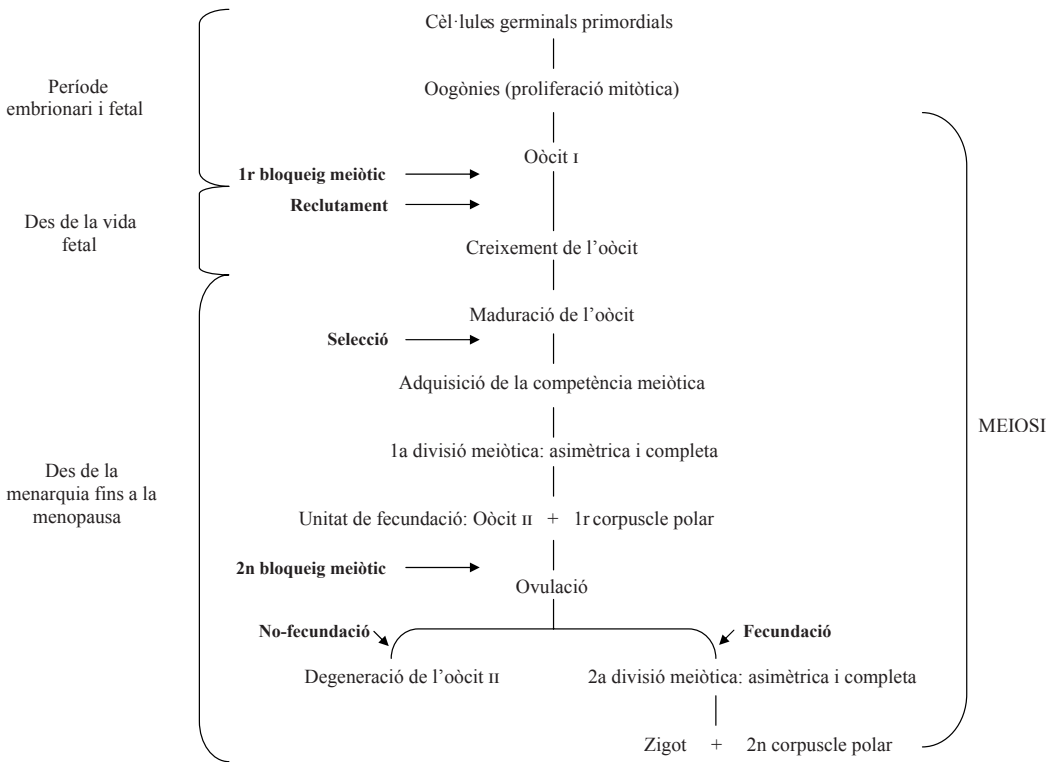 Cèl·lules germinals primordials
Període
embrionari i fetal
Oogònies (proliferació mitòtica)
Oòcit I
1r bloqueig meiòtic
Reclutament
Des de la vida
fetal
Creixement de l’oòcit
Maduració de l’oòcit
Selecció
Adquisició de la competència meiòtica
MEIOSI
1a divisió meiòtica: asimètrica i completa
Des de la
menarquia fins a la
menopausa
Unitat de fecundació: Oòcit II + 1r corpuscle polar
2n bloqueig meiòtic
Ovulació
No-fecundació
Fecundació
Degeneració de l’oòcit II
2a divisió meiòtica: asimètrica i completa
Zigot + 2n corpuscle polar